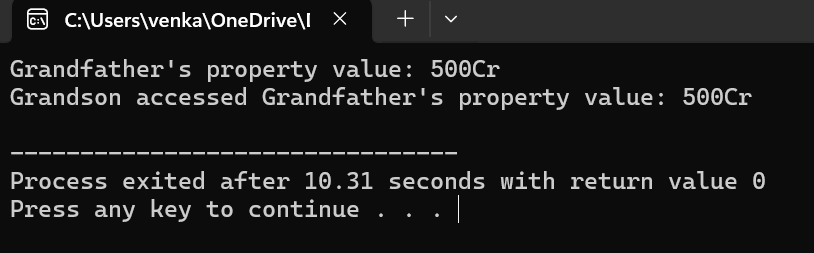 C:\Users\venka\OneDrive\I
Grandfather's property value: 500Cr
Grandson accessed Grandfather's property value: 500Cr
--------------------------------
Process exited after 10.31 seconds with return value 0
Press any key to continue . . .